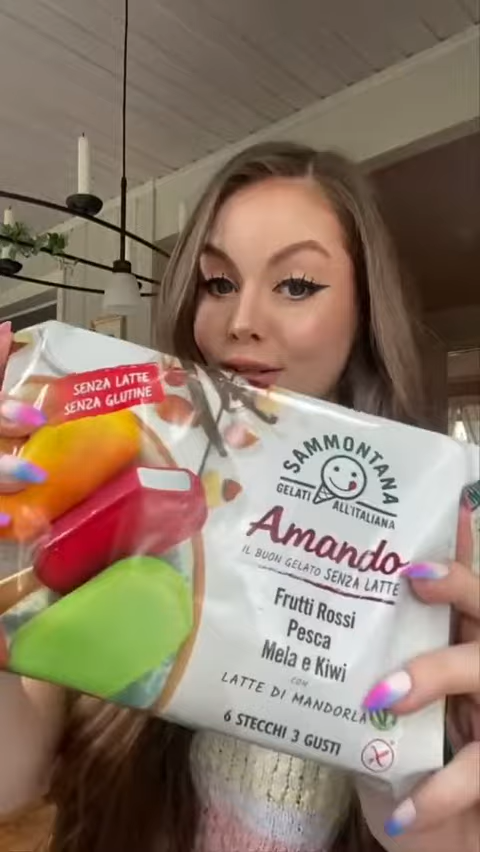 SENZA LATTE
SENZA GLUTINE
SAMMONTANA
GELATI ALL'ITALIANA
Amando
IL BUON GELATO SENZA LATTE
Frutti Rossi
Pesca
Mela e Kiwi
CON
LATTE DI MANDORLA
6 STECCHI 3 GUSTI